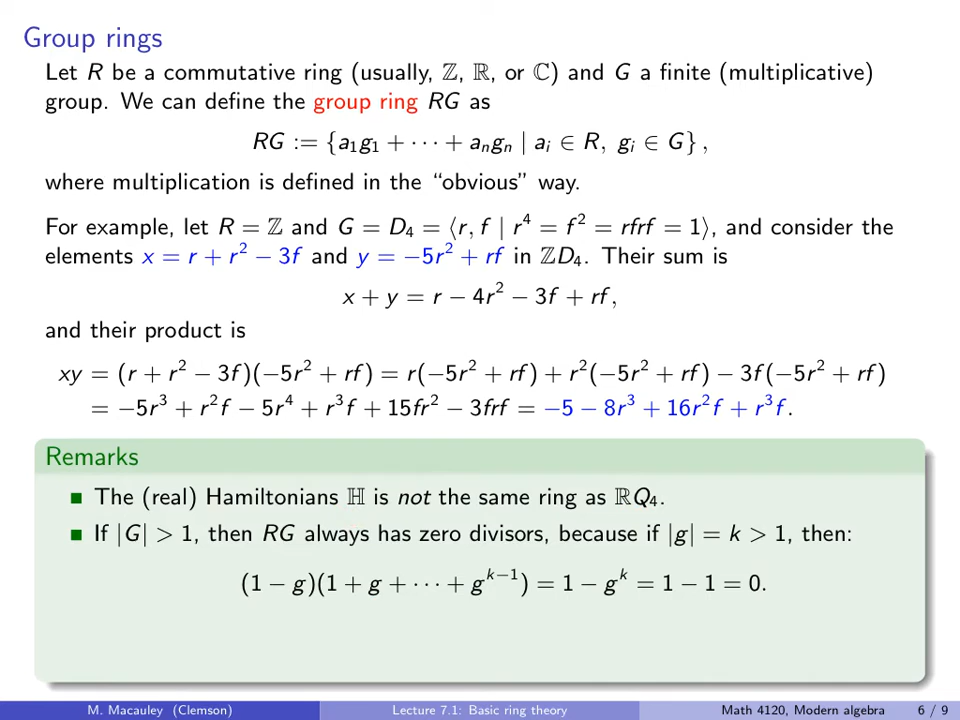 Group rings
Let R be a commutative ring (usually, ℤ, ℝ, or ℂ) and G a finite (multiplicative)
group. We can define the group ring RG as
RG := {a₁g₁ + ··· + aₙgₙ | aᵢ ∈ R, gᵢ ∈ G} ,
where multiplication is defined in the “obvious” way.
For example, let R = ℤ and G = D₄ = ⟨r, f | r⁴ = f² = rfrf = 1⟩, and consider the
elements x = r + r² − 3f and y = −5r² + rf in ℤD₄. Their sum is
x + y = r − 4r² − 3f + rf ,
and their product is
xy = (r + r² − 3f)(−5r² + rf) = r(−5r² + rf) + r²(−5r² + rf) − 3f(−5r² + rf)
= −5r³ + r²f − 5r⁴ + r³f + 15fr² − 3frf = −5 − 8r³ + 16r²f + r³f .
Remarks
■ The (real) Hamiltonians ℍ is not the same ring as ℝQ₄.
■ If |G| > 1, then RG always has zero divisors, because if |g| = k > 1, then:
(1 − g)(1 + g + ··· + gᵏ⁻¹) = 1 − gᵏ = 1 − 1 = 0.
M. Macauley (Clemson) Lecture 7.1: Basic ring theory Math 4120, Modern algebra 6 / 9